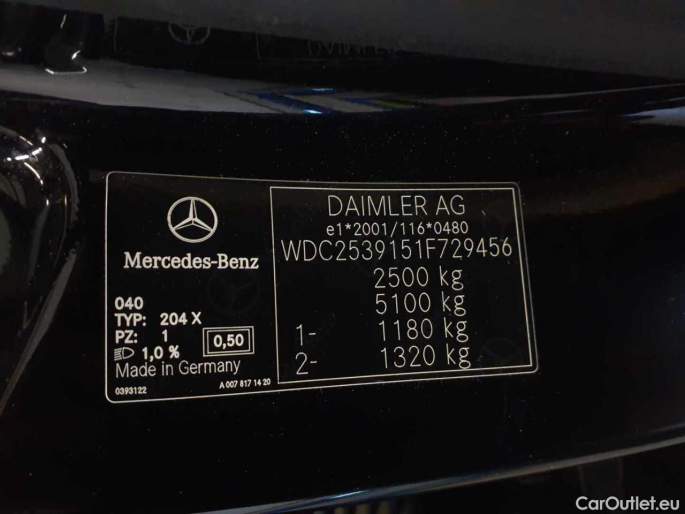 Mercedes-Benz
040
TYP: 204 X
PZ: 1
1,0 %
0,50
Made in Germany
0393122
A 007 817 14 20
DAIMLER AG
e1*2001/116*0480
WDC2539151F729456
2500 kg
5100 kg
1- 1180 kg
2- 1320 kg
CarOutlet.eu